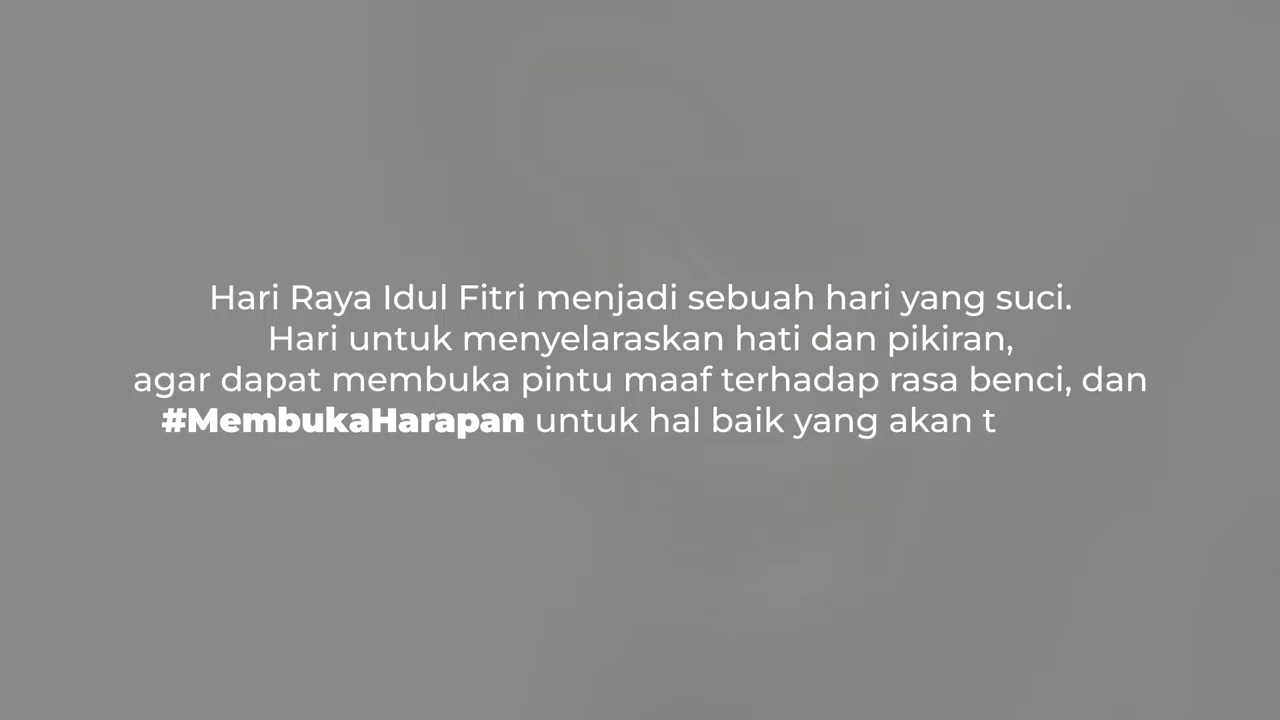 Hari Raya Idul Fitri menjadi sebuah hari yang suci.
Hari untuk menyelaraskan hati dan pikiran,
agar dapat membuka pintu maaf terhadap rasa benci, dan
#MembukaHarapan untuk hal baik yang akan t